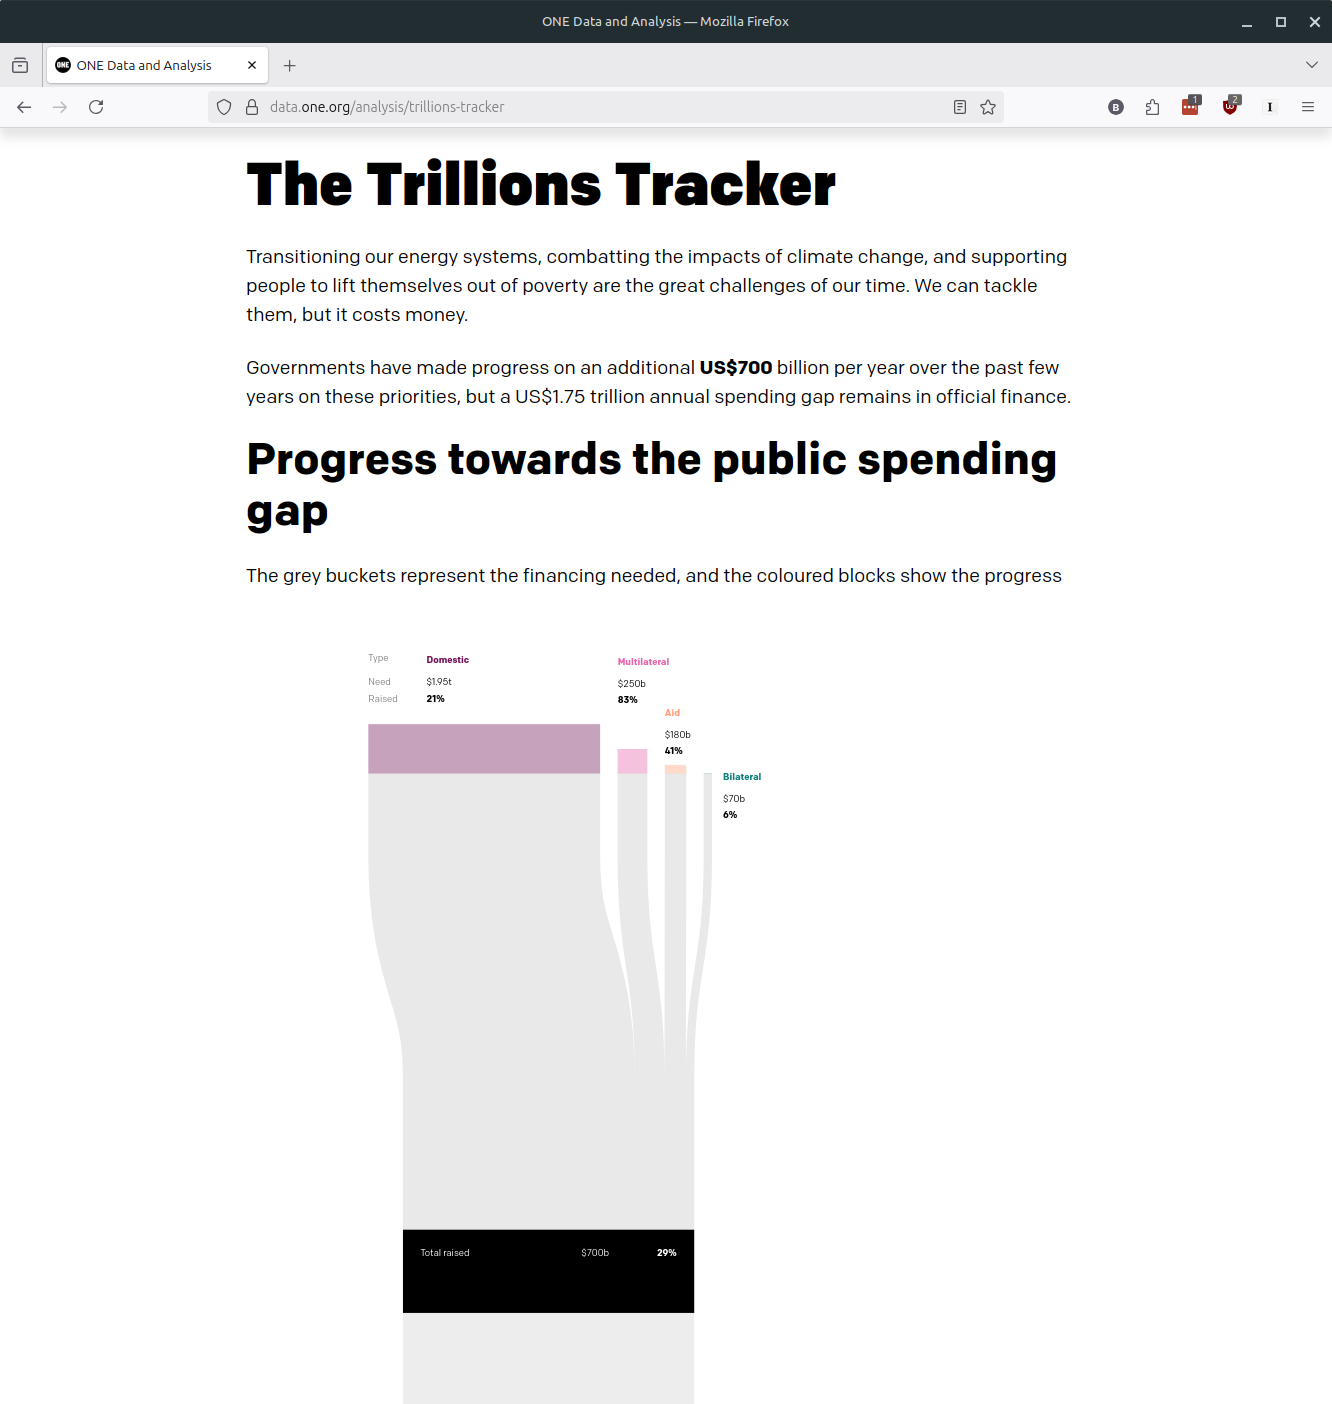 ONE Data and Analysis — Mozilla Firefox
ONE ONE Data and Analysis
data.one.org/analysis/trillions-tracker
B
1
2
I
The Trillions Tracker
Transitioning our energy systems, combatting the impacts of climate change, and supporting
people to lift themselves out of poverty are the great challenges of our time. We can tackle
them, but it costs money.
Governments have made progress on an additional US$700 billion per year over the past few
years on these priorities, but a US$1.75 trillion annual spending gap remains in official finance.
Progress towards the public spending
gap
The grey buckets represent the financing needed, and the coloured blocks show the progress
Type Domestic
Need $1.95t
Raised 21%
Multilateral
$250b
83%
Aid
$180b
41%
Bilateral
$70b
6%
Total raised $700b 29%